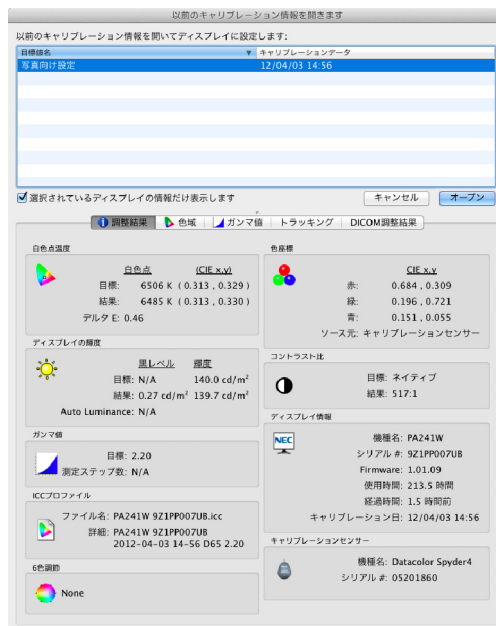 以前のキャリブレーション情報を開きます
以前のキャリブレーション情報を開いてディスプレイに設定します:
目標値名 ▼ キャリブレーションデータ
写真向け設定 12/04/03 14:56
選択されているディスプレイの情報だけ表示します キャンセル オープン
調整結果 色域 ガンマ値 トラッキング DICOM調整結果
白色点温度
白色点 (CIE x,y)
目標: 6506 K ( 0.313 , 0.329 )
結果: 6485 K ( 0.313 , 0.330 )
デルタ E: 0.46
ディスプレイの輝度
黒レベル 輝度
目標: N/A 140.0 cd/m²
結果: 0.27 cd/m² 139.7 cd/m²
Auto Luminance: N/A
ガンマ値
目標: 2.20
測定ステップ数: N/A
ICCプロファイル
ファイル名: PA241W 9Z1PP007UB.icc
詳細: PA241W 9Z1PP007UB
2012-04-03 14-56 D65 2.20
6色調節
None
色座標
CIE x,y
赤: 0.684 , 0.309
緑: 0.196 , 0.721
青: 0.151 , 0.055
ソース元: キャリブレーションセンサー
コントラスト比
目標: ネイティブ
結果: 517:1
ディスプレイ情報
NEC
機種名: PA241W
シリアル #: 9Z1PP007UB
Firmware: 1.01.09
使用時間: 213.5 時間
経過時間: 1.5 時間前
キャリブレーション日: 12/04/03 14:56
キャリブレーションセンサー
機種名: Datacolor Spyder4
シリアル #: 05201860